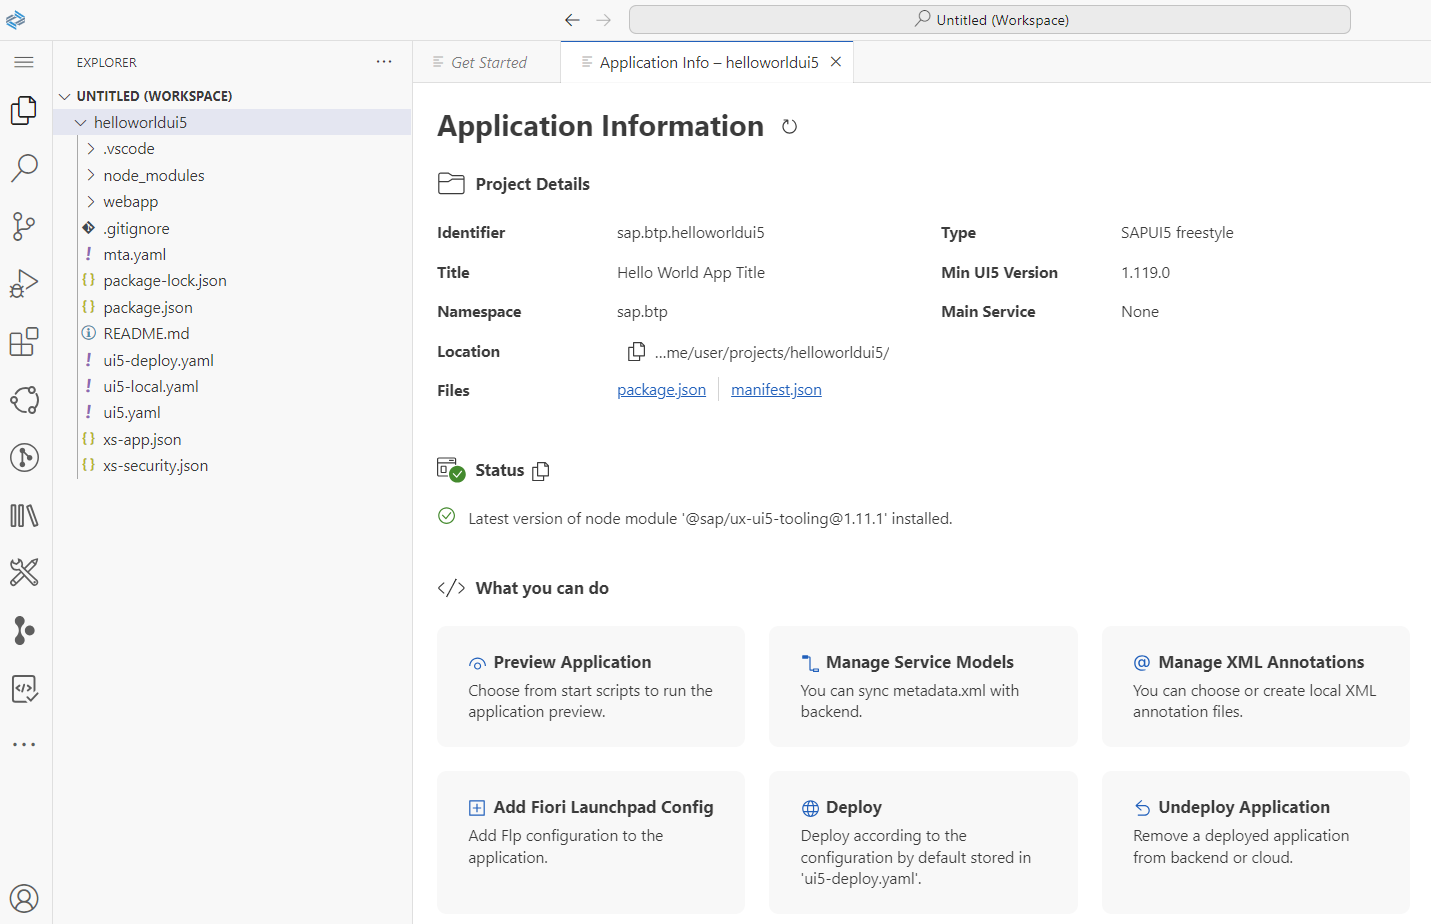 Untitled (Workspace)
EXPLORER
UNTITLED (WORKSPACE)
helloworldui5
.vscode
node_modules
webapp
.gitignore
mta.yaml
package-lock.json
package.json
README.md
ui5-deploy.yaml
ui5-local.yaml
ui5.yaml
xs-app.json
xs-security.json
Get Started
Application Info – helloworldui5
Application Information
Project Details
Identifier sap.btp.helloworldui5 Type SAPUI5 freestyle
Title Hello World App Title Min UI5 Version 1.119.0
Namespace sap.btp Main Service None
Location ...me/user/projects/helloworldui5/
Files package.json manifest.json
Status
Latest version of node module '@sap/ux-ui5-tooling@1.11.1' installed.
What you can do
Preview Application
Choose from start scripts to run the
application preview.
Manage Service Models
You can sync metadata.xml with
backend.
Manage XML Annotations
You can choose or create local XML
annotation files.
Add Fiori Launchpad Config
Add Flp configuration to the
application.
Deploy
Deploy according to the
configuration by default stored in
'ui5-deploy.yaml'.
Undeploy Application
Remove a deployed application
from backend or cloud.